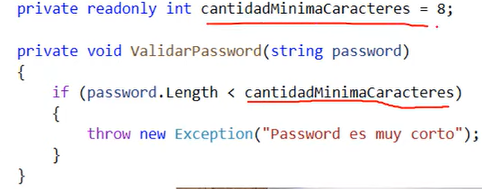 private readonly int cantidadMinimaCaracteres = 8;
private void ValidarPassword(string password)
{
if (password.Length < cantidadMinimaCaracteres)
{
throw new Exception("Password es muy corto");
}
}